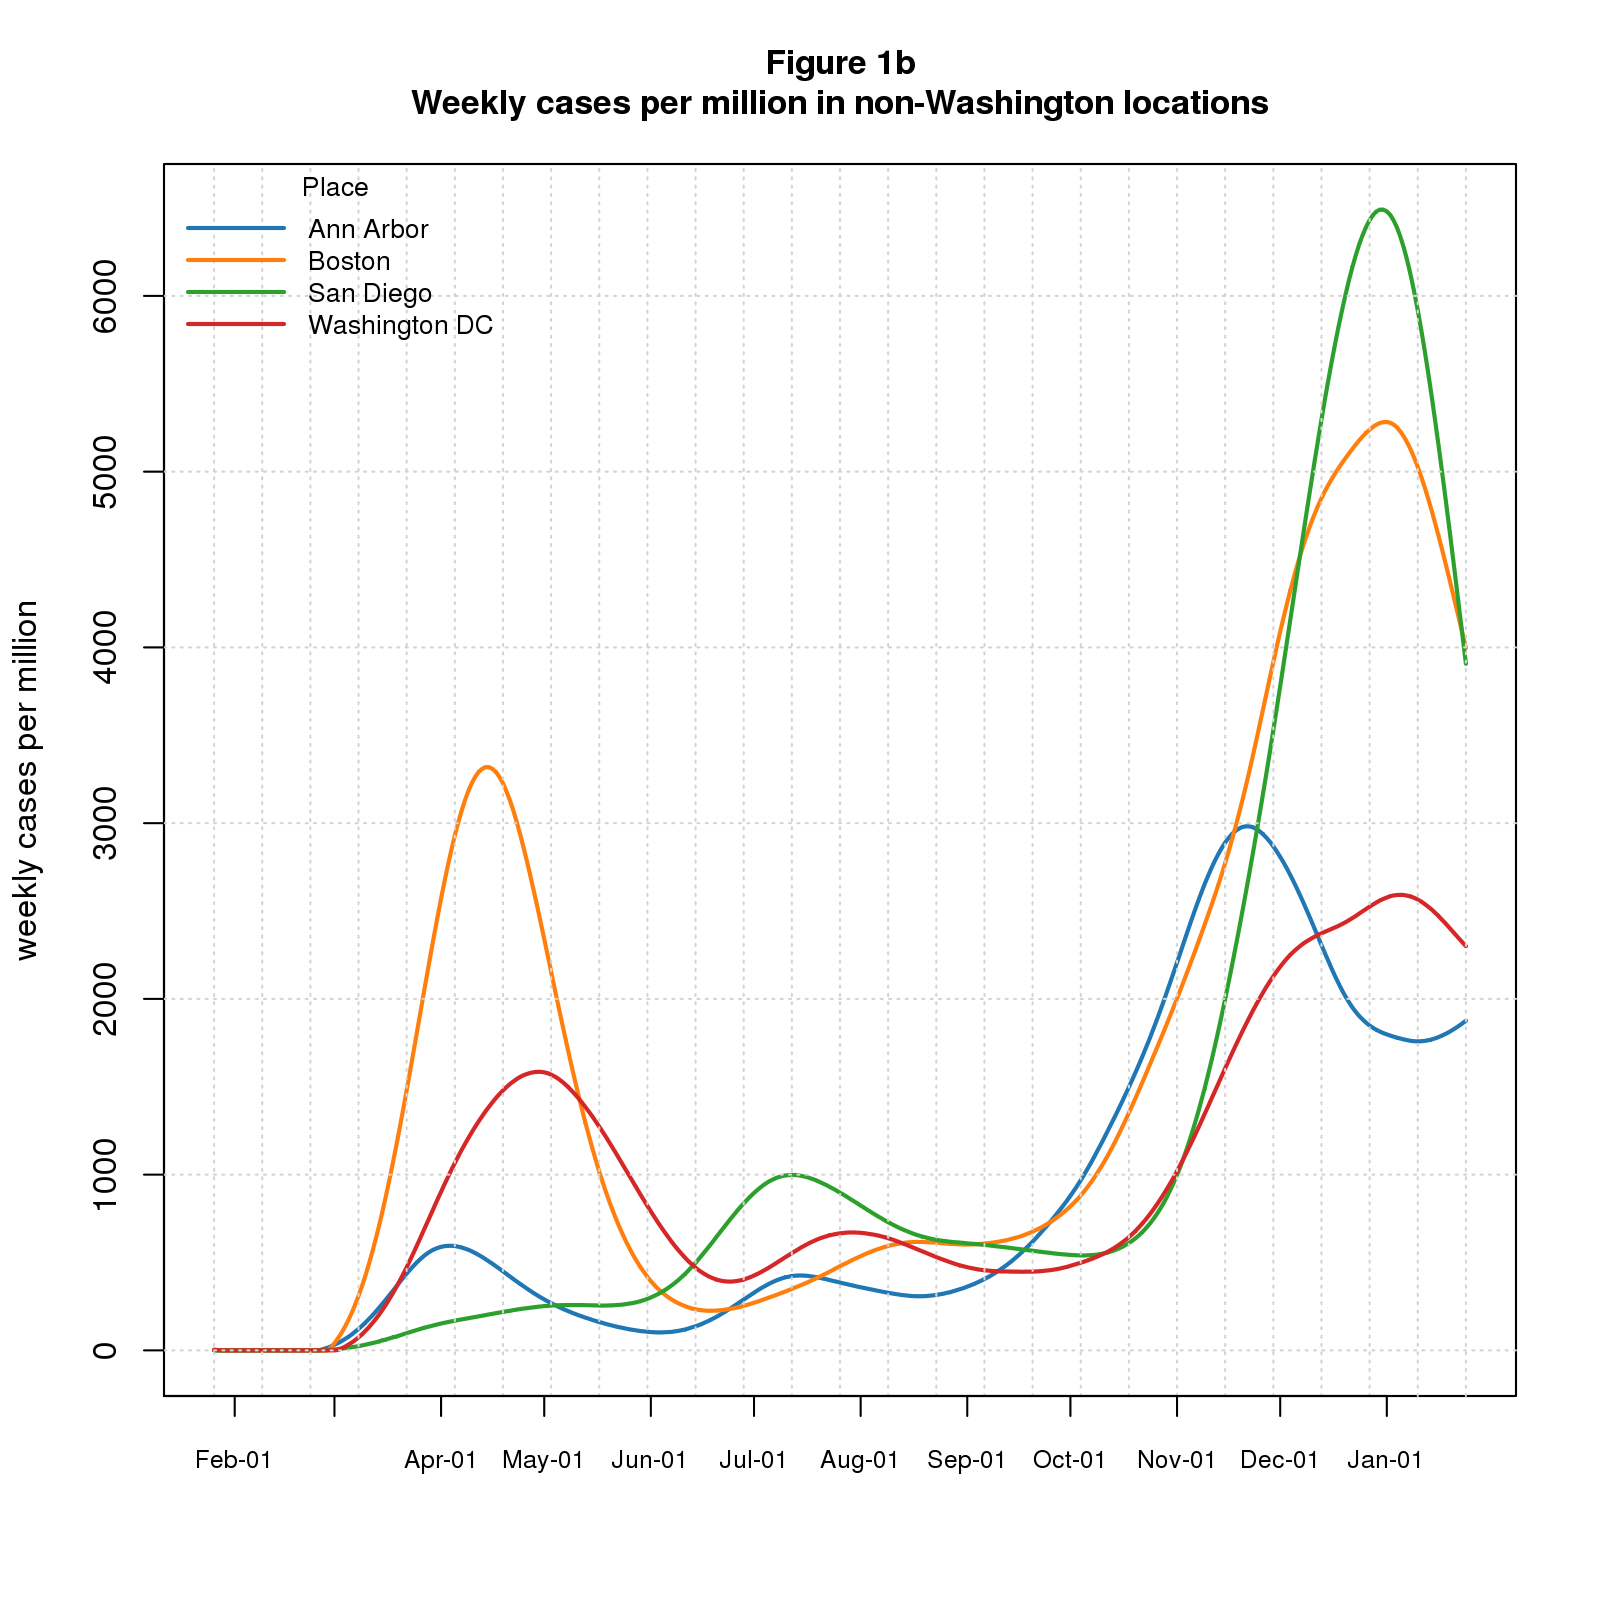 Figure 1b
Weekly cases per million in non-Washington locations
Place
Ann Arbor
Boston
San Diego
Washington DC
weekly cases per million
6000
5000
4000
3000
2000
1000
0
Feb-01 Apr-01 May-01 Jun-01 Jul-01 Aug-01 Sep-01 Oct-01 Nov-01 Dec-01 Jan-01